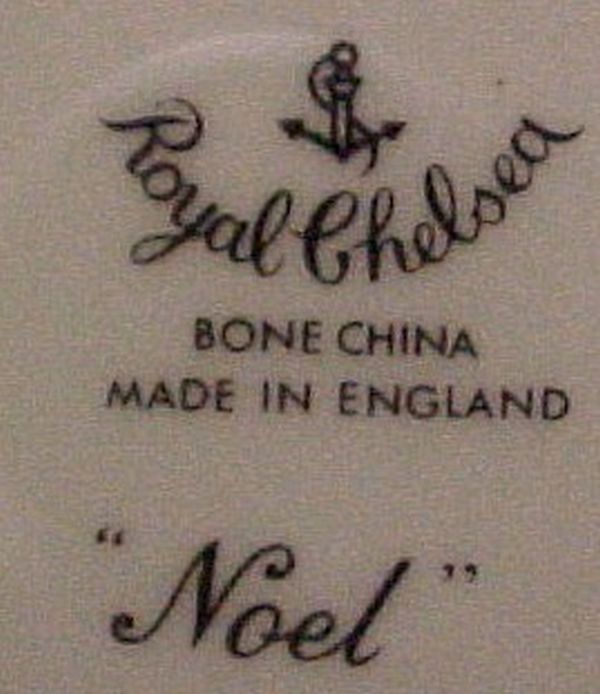 Royal Chelsea
BONE CHINA
MADE IN ENGLAND
“Noel”